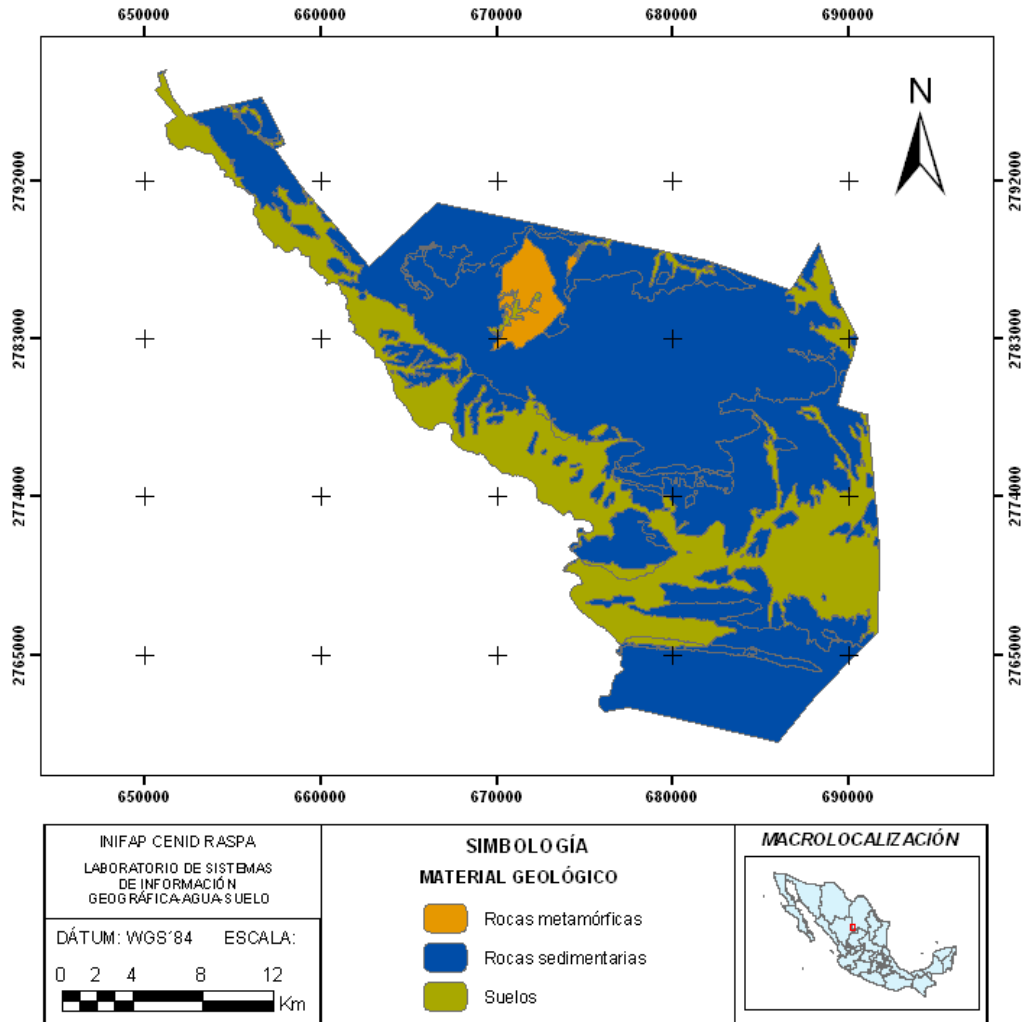 650000 660000 670000 680000 690000
N
2792000 2792000
2783000 2783000
2774000 2774000
2765000 2765000
650000 660000 670000 680000 690000
INIFAP CENID RASPA
LABORATORIO DE SISTEMAS
DE INFORMACIÓN
GEOGRÁFICA-AGUA-SUELO
DÁTUM: WGS´84 ESCALA:
0 2 4 8 12
Km
SIMBOLOGÍA
MATERIAL GEOLÓGICO
Rocas metamórficas
Rocas sedimentarias
Suelos
MACROLOCALIZACIÓN